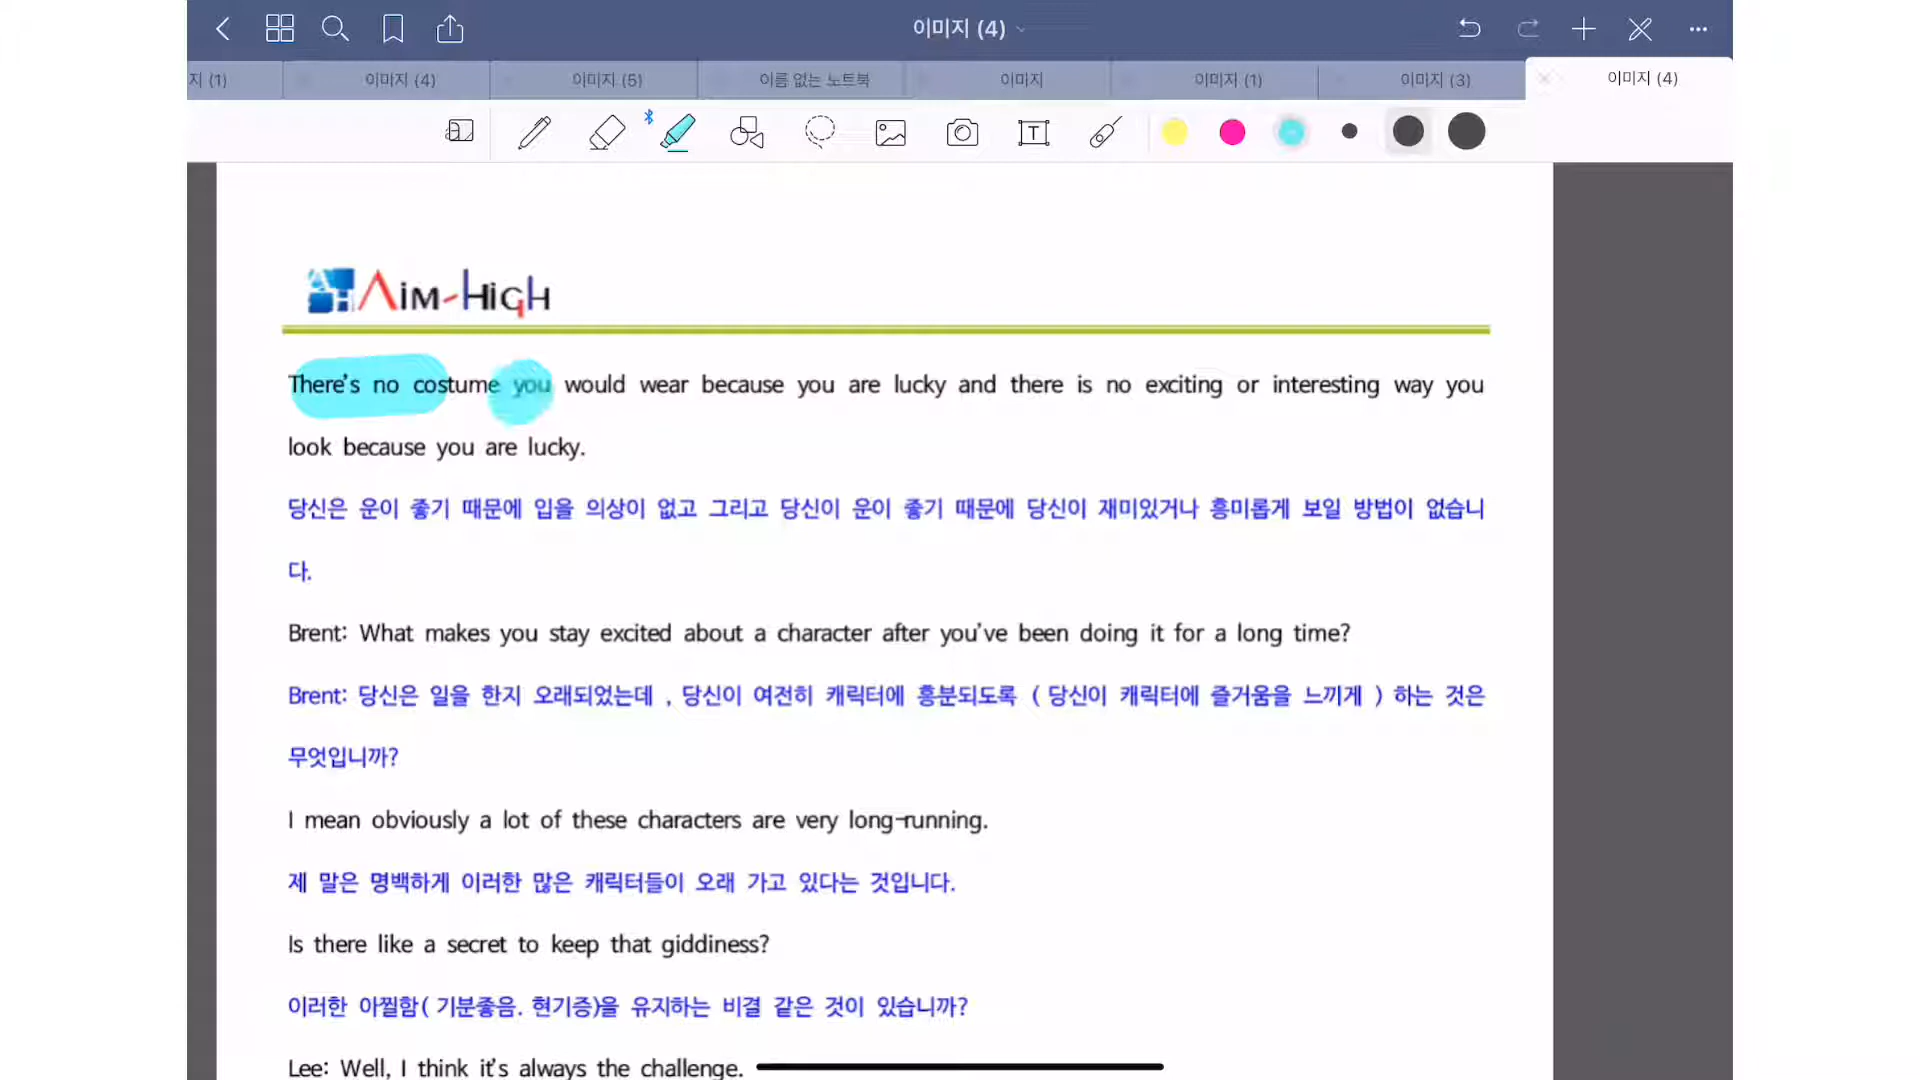 이미지 (4)
지 (1) 이미지 (4) 이미지 (5) 이름 없는 노트북 이미지 이미지 (1) 이미지 (3) 이미지 (4)
AH Aim-High
There's no costume you would wear because you are lucky and there is no exciting or interesting way you
look because you are lucky.
당신은 운이 좋기 때문에 입을 의상이 없고 그리고 당신이 운이 좋기 때문에 당신이 재미있거나 흥미롭게 보일 방법이 없습니
다.
Brent: What makes you stay excited about a character after you've been doing it for a long time?
Brent: 당신은 일을 한지 오래되었는데 , 당신이 여전히 캐릭터에 흥분되도록 ( 당신이 캐릭터에 즐거움을 느끼게 ) 하는 것은
무엇입니까?
I mean obviously a lot of these characters are very long-running.
제 말은 명백하게 이러한 많은 캐릭터들이 오래 가고 있다는 것입니다.
Is there like a secret to keep that giddiness?
이러한 아찔함( 기분좋음. 현기증)을 유지하는 비결 같은 것이 있습니까?
Lee: Well, I think it's always the challenge.